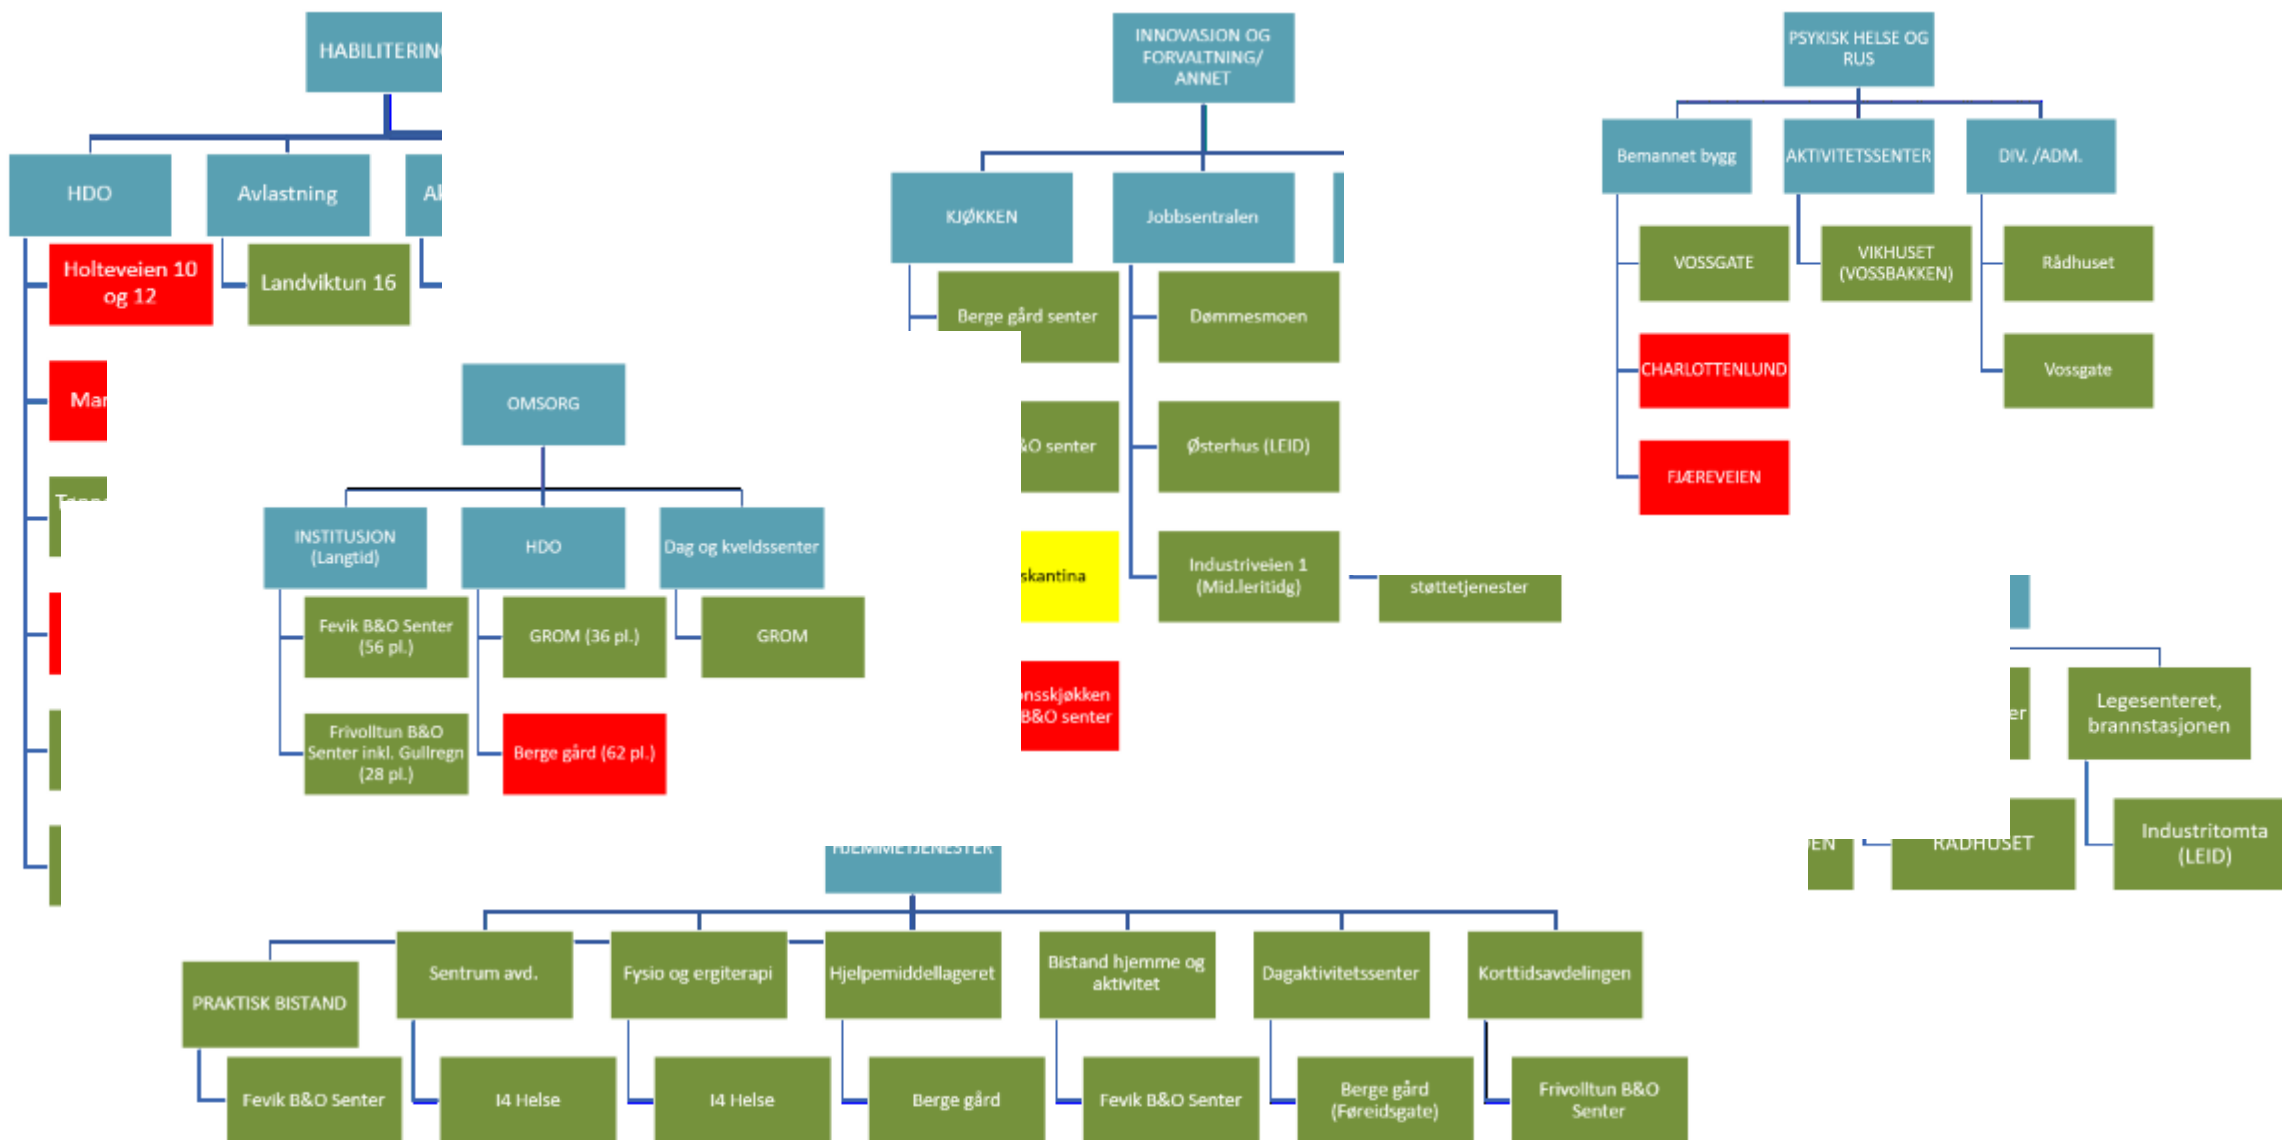 HDO
Avlastning
Holteveien 10
og 12
Landviktun 16
INNOVASJON OG
FORVALTNING/
ANNET
KJØKKEN
Jobbsentralen
Berge gård senter
Dømmesmoen
senter
Østerhus (LEID)
Industriveien 1
(Mid.leritidg)
støttetjenester
B&O senter
PSYKISK HELSE OG
RUS
Bemannet bygg
AKTIVITETSSENTER
DIV. /ADM.
VOSSGATE
VIKHUSET
(VOSSBAKKEN)
Rådhuset
CHARLOTTENLUND
Vossgate
FJÆREVEIEN
OMSORG
INSTITUSJON
(Langtid)
HDO
Dag og kveldssenter
Fevik B&O Senter
(56 pl.)
GROM (36 pl.)
GROM
Frivolltun B&O
Senter inkl. Gullregn
(28 pl.)
Berge gård (62 pl.)
Legesenteret,
brannstasjonen
RÅDHUSET
Industritomta
(LEID)
HJEMMETJENESTER
PRAKTISK BISTAND
Sentrum avd.
Fysio og ergiterapi
Hjelpemiddellageret
Bistand hjemme og
aktivitet
Dagaktivitetssenter
Korttidsavdelingen
Fevik B&O Senter
I4 Helse
I4 Helse
Berge gård
Fevik B&O Senter
Berge gård
(Føreidsgate)
Frivolltun B&O
Senter